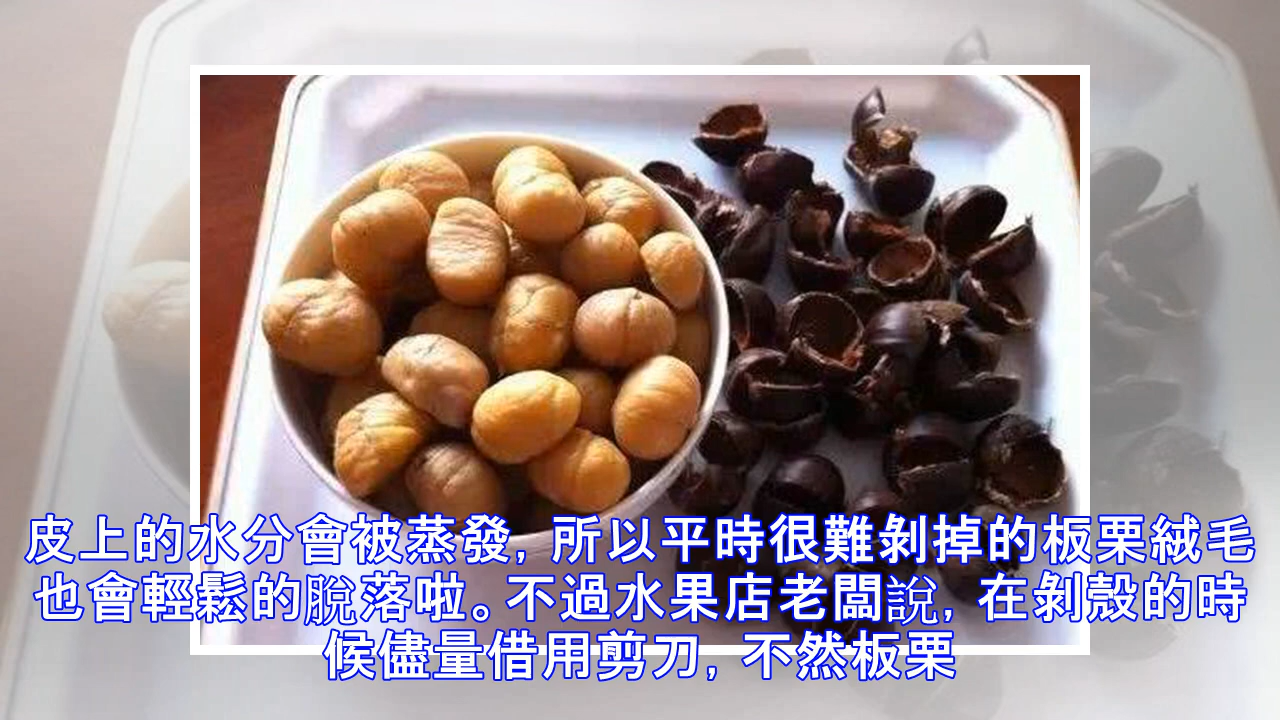 皮上的水分會被蒸發, 所以平時很難剝掉的板栗絨毛
也會輕鬆的脫落啦。不過水果店老闆說, 在剝殼的時
候儘量借用剪刀, 不然板栗